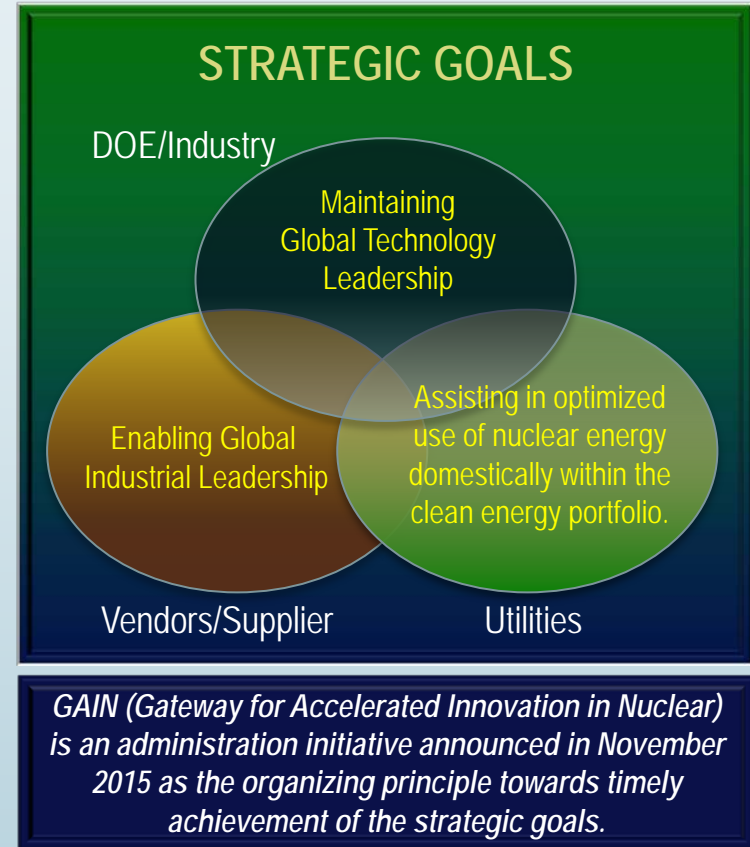 STRATEGIC GOALS
DOE/Industry
Maintaining
Global Technology
Leadership
Enabling Global
Industrial Leadership
Assisting in optimized
use of nuclear energy
domestically within the
clean energy portfolio.
Vendors/Supplier
Utilities
GAIN (Gateway for Accelerated Innovation in Nuclear)
is an administration initiative announced in November
2015 as the organizing principle towards timely
achievement of the strategic goals.